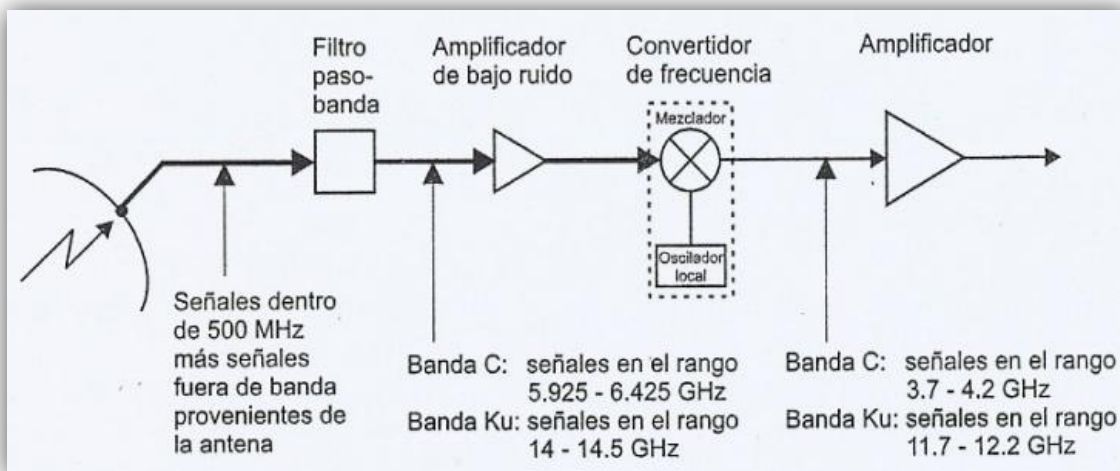 Filtro
paso-
banda
Amplificador
de bajo ruido
Convertidor
de frecuencia
Amplificador
Mezclador
Oscilador
local
Señales dentro
de 500 MHz
más señales
fuera de banda
provenientes de
la antena
Banda C: señales en el rango
5.925 - 6.425 GHz
Banda Ku: señales en el rango
14 - 14.5 GHz
Banda C: señales en el rango
3.7 - 4.2 GHz
Banda Ku: señales en el rango
11.7 - 12.2 GHz